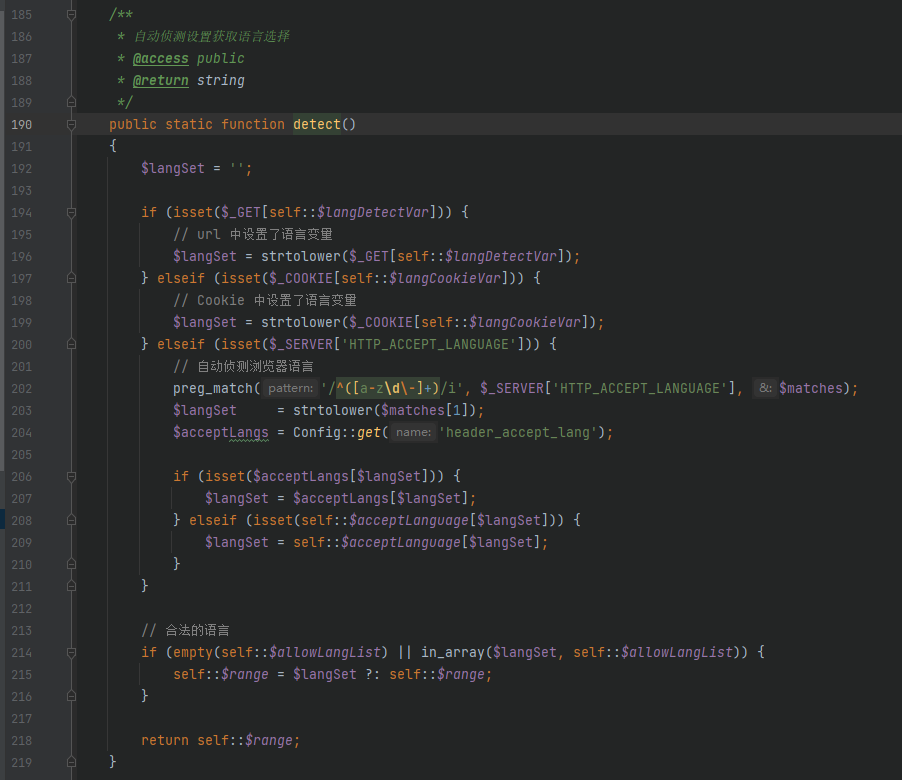 185 /**
186 * 自动侦测设置获取语言选择
187 * @access public
188 * @return string
189 */
190 public static function detect()
191 {
192 $langSet = '';
193
194 if (isset($_GET[self::$langDetectVar])) {
195 // url 中设置了语言变量
196 $langSet = strtolower($_GET[self::$langDetectVar]);
197 } elseif (isset($_COOKIE[self::$langCookieVar])) {
198 // Cookie 中设置了语言变量
199 $langSet = strtolower($_COOKIE[self::$langCookieVar]);
200 } elseif (isset($_SERVER['HTTP_ACCEPT_LANGUAGE'])) {
201 // 自动侦测浏览器语言
202 preg_match( pattern: '/^([a-z\d\-]+)/i', $_SERVER['HTTP_ACCEPT_LANGUAGE'], &: $matches);
203 $langSet     = strtolower($matches[1]);
204 $acceptLangs = Config::get( name: 'header_accept_lang');
205
206 if (isset($acceptLangs[$langSet])) {
207 $langSet = $acceptLangs[$langSet];
208 } elseif (isset(self::$acceptLanguage[$langSet])) {
209 $langSet = self::$acceptLanguage[$langSet];
210 }
211 }
212
213 // 合法的语言
214 if (empty(self::$allowLangList) || in_array($langSet, self::$allowLangList)) {
215 self::$range = $langSet ?: self::$range;
216 }
217
218 return self::$range;
219 }